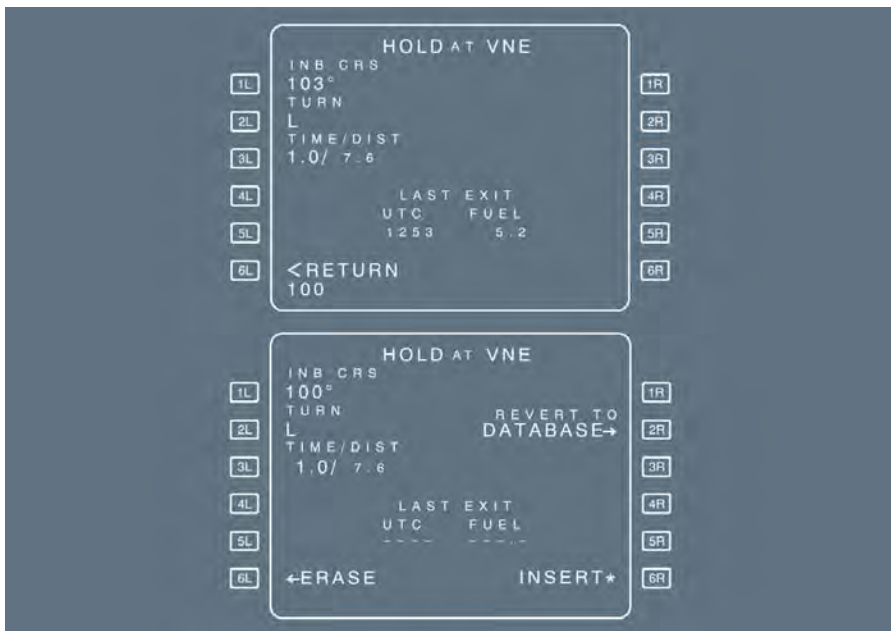 HOLD AT VNE
INB CRS
1L 103° 1R
TURN
2L L 2R
TIME/DIST
3L 1.0/ 7.6 3R
4L LAST EXIT 4R
UTC FUEL
5L 1253 5.2 5R
6L <RETURN 6R
100
HOLD AT VNE
INB CRS
1L 100° 1R
TURN REVERT TO
2L L DATABASE→ 2R
TIME/DIST
3L 1.0/ 7.6 3R
4L LAST EXIT 4R
UTC FUEL
5L ---- ---.- 5R
6L ←ERASE INSERT* 6R